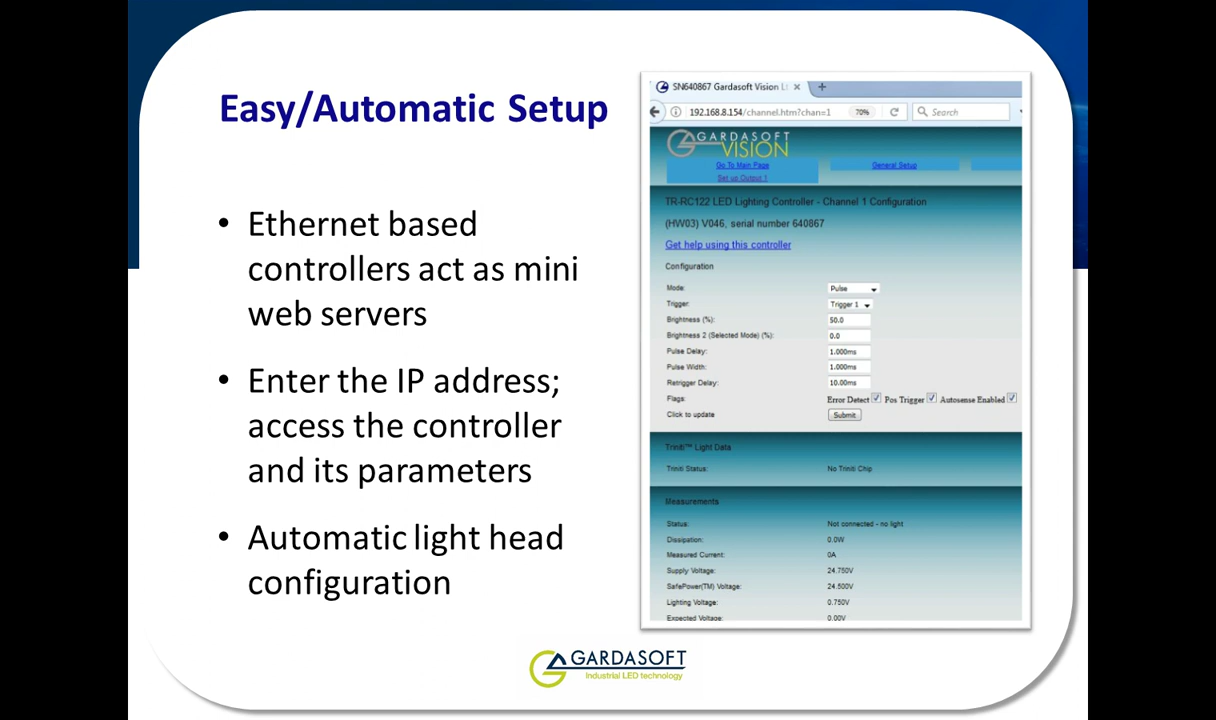 Easy/Automatic Setup
• Ethernet based
controllers act as mini
web servers
• Enter the IP address;
access the controller
and its parameters
• Automatic light head
configuration
SN640867 Gardasoft Vision L
192.168.8.154/channel.htm?chan=1 70% Search
GARDASOFT
VISION
Go To Main Page General Setup
Set up Output 1
TR-RC122 LED Lighting Controller - Channel 1 Configuration
(HW03) V046, serial number 640867
Get help using this controller
Configuration
Mode: Pulse
Trigger: Trigger 1
Brightness (%): 50.0
Brightness 2 (Selected Mode) (%): 0.0
Pulse Delay: 1.000ms
Pulse Width: 1.000ms
Retrigger Delay: 10.00ms
Flags: Error Detect Pos Trigger Autosense Enabled
Click to update Submit
Triniti™ Light Data
Triniti Status: No Triniti Chip
Measurements
Status: Not connected - no light
Dissipation: 0.0W
Measured Current: 0A
Supply Voltage: 24.750V
SafePower(TM) Voltage: 24.500V
Lighting Voltage: 0.750V
Expected Voltage: 0.00V
GARDASOFT
Industrial LED technology